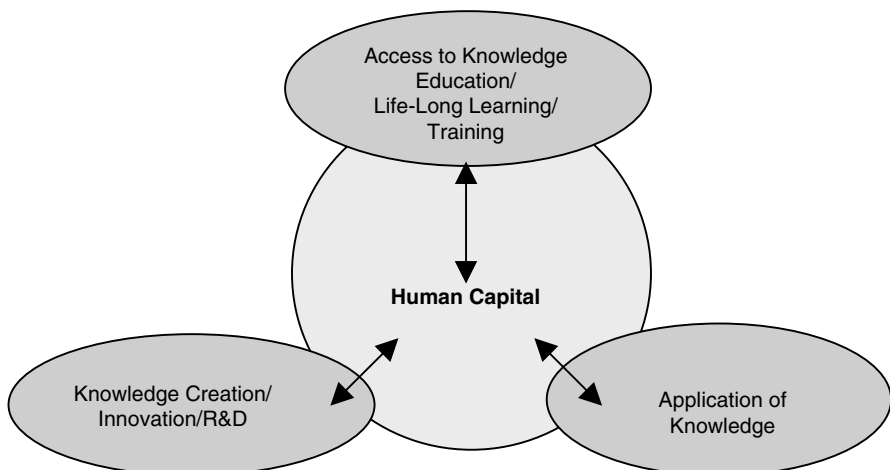 Access to Knowledge
Education/
Life-Long Learning/
Training
Human Capital
Knowledge Creation/
Innovation/R&D
Application of
Knowledge